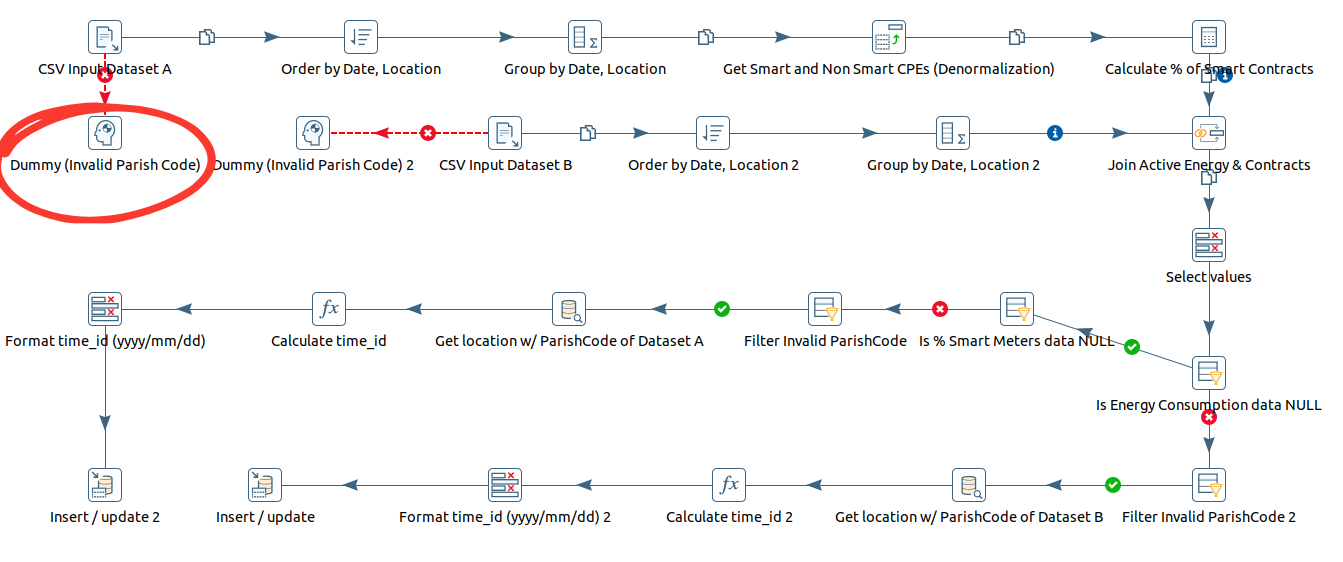 CSV Input Dataset A
Order by Date, Location
Group by Date, Location
Get Smart and Non Smart CPEs (Denormalization)
Calculate % of Smart Contracts
Dummy (Invalid Parish Code)
Dummy (Invalid Parish Code) 2
CSV Input Dataset B
Order by Date, Location 2
Group by Date, Location 2
Join Active Energy & Contracts
Select values
Format time_id (yyyy/mm/dd)
Calculate time_id
Get location w/ ParishCode of Dataset A
Filter Invalid ParishCode
Is % Smart Meters data NULL
Is Energy Consumption data NULL
Insert / update 2
Insert / update
Format time_id (yyyy/mm/dd) 2
Calculate time_id 2
Get location w/ ParishCode of Dataset B
Filter Invalid ParishCode 2